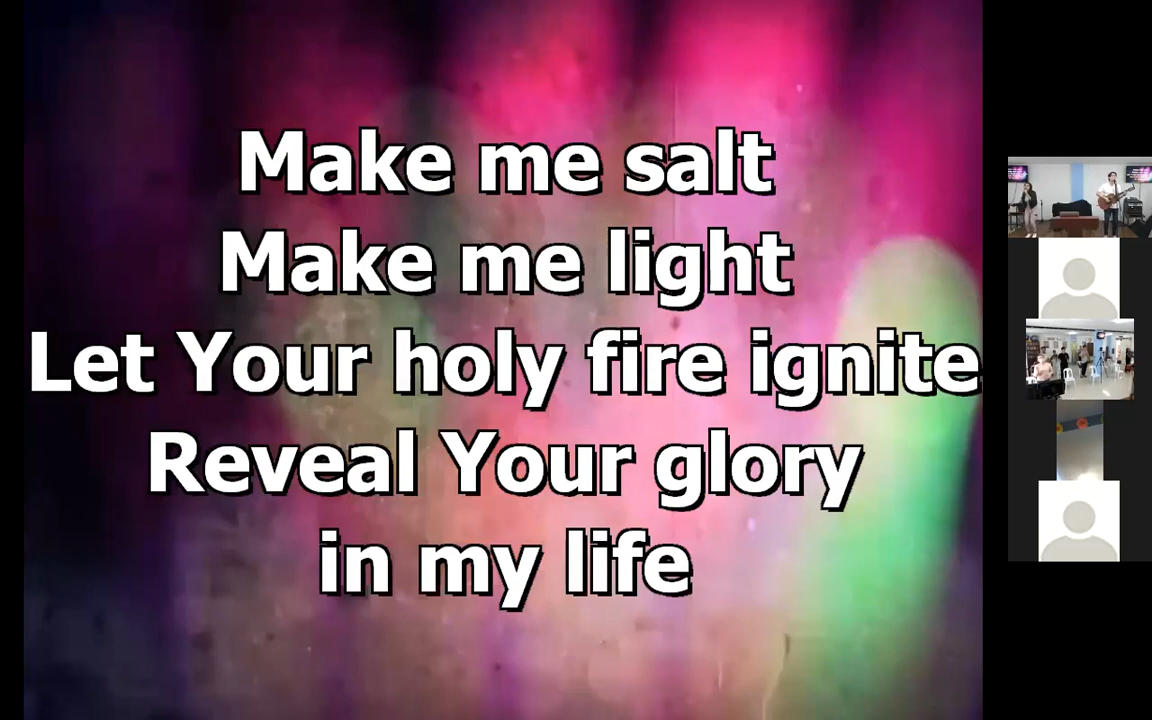 Make me salt
Make me light
Let Your holy fire ignite
Reveal Your glory
in my life